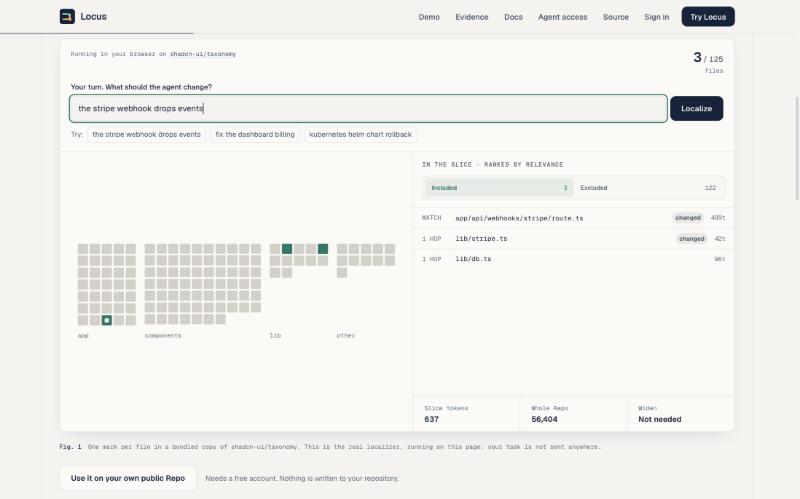 Locus
Demo Evidence Docs Agent access Source Sign in Try Locus
Running in your browser on shadcn-ui/taxonomy
3 / 125
files
Your turn. What should the agent change?
the stripe webhook drops events
Localize
Try: the stripe webhook drops events fix the dashboard billing kubernetes helm chart rollback
IN THE SLICE · RANKED BY RELEVANCE
Included 3 Excluded 122
MATCH app/api/webhooks/stripe/route.ts changed 499t
1 HOP lib/stripe.ts changed 42t
1 HOP lib/db.ts 96t
app components lib other
Slice tokens Whole Repo Widen
637 56,404 Not needed
Fig. 1 One mark per file in a bundled copy of shadcn-ui/taxonomy. This is the real localizer, running on this page: your task is not sent anywhere.
Use it on your own public Repo Needs a free account. Nothing is written to your repository.